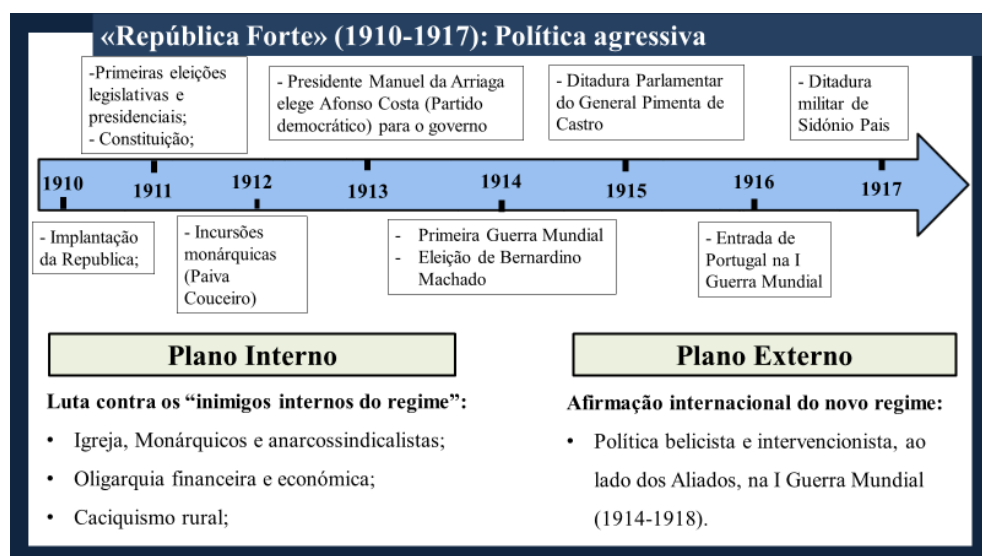 «República Forte» (1910-1917): Política agressiva
-Primeiras eleições
legislativas e
presidenciais;
- Constituição;
- Presidente Manuel da Arriaga
elege Afonso Costa (Partido
democrático) para o governo
- Ditadura Parlamentar
do General Pimenta de
Castro
- Ditadura
militar de
Sidónio Pais
1910
1911
1912
1913
1914
1915
1916
1917
- Implantação
da Republica;
- Incursões
monárquicas
(Paiva
Couceiro)
- Primeira Guerra Mundial
- Eleição de Bernardino
Machado
- Entrada de
Portugal na I
Guerra Mundial
Plano Interno
Luta contra os “inimigos internos do regime”:
• Igreja, Monárquicos e anarcossindicalistas;
• Oligarquia financeira e económica;
• Caciquismo rural;
Plano Externo
Afirmação internacional do novo regime:
• Política belicista e intervencionista, ao
lado dos Aliados, na I Guerra Mundial
(1914-1918).